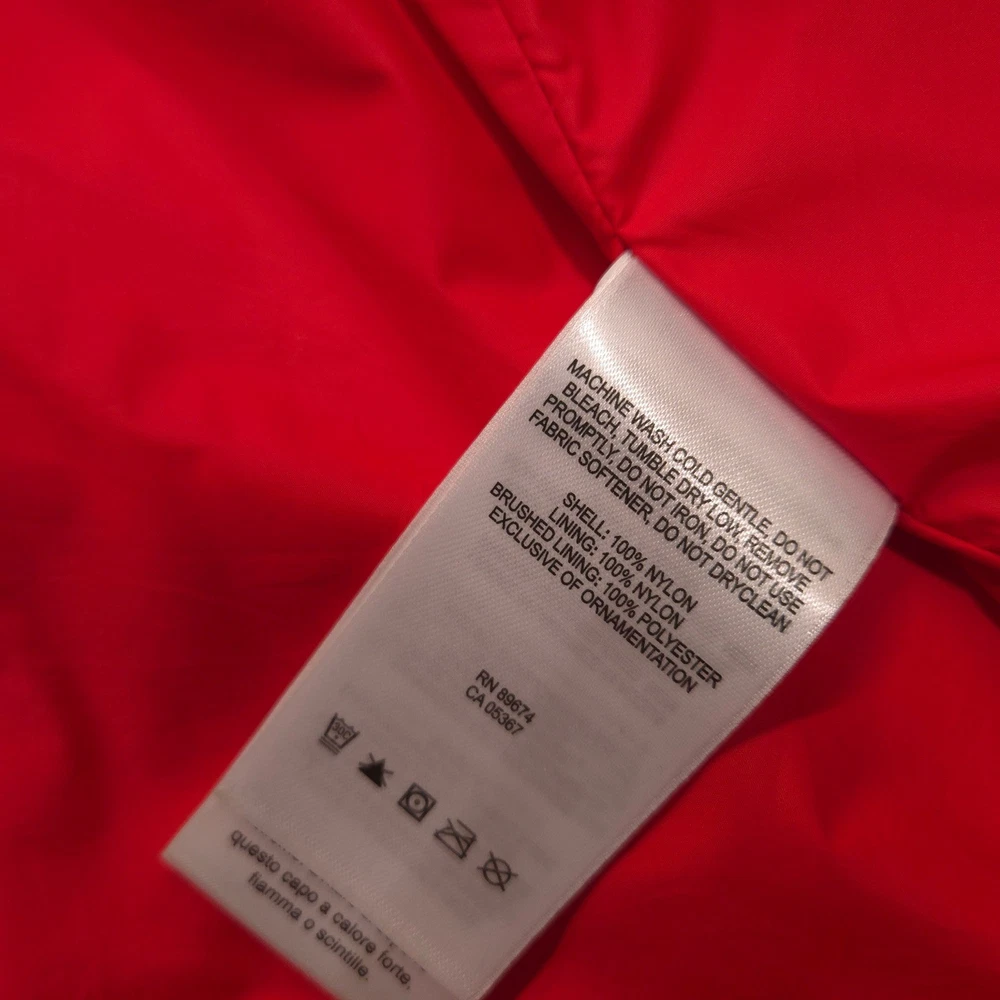 MACHINE WASH COLD GENTLE, DO NOT
BLEACH, TUMBLE DRY LOW, REMOVE
PROMPTLY, DO NOT IRON, DO NOT USE
FABRIC SOFTENER, DO NOT DRYCLEAN
SHELL: 100% NYLON
LINING: 100% NYLON
BRUSHED LINING: 100% POLYESTER
EXCLUSIVE OF ORNAMENTATION
RN 89674
CA 05367
30C
questo capo a calore forte,
fiamma o scintille.